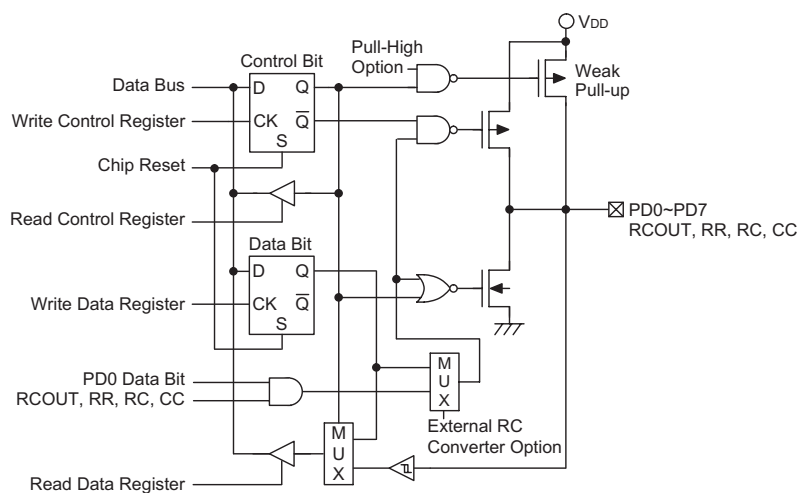 VDD
Pull-High
Option
Control Bit
Weak
Pull-up
Data Bus
D
Q
Write Control Register
CK
Q
S
Chip Reset
Read Control Register
PD0~PD7
RCOUT, RR, RC, CC
Data Bit
D
Q
Write Data Register
CK
Q
S
PD0 Data Bit
RCOUT, RR, RC, CC
M
U
X
External RC
Converter Option
M
U
X
Read Data Register